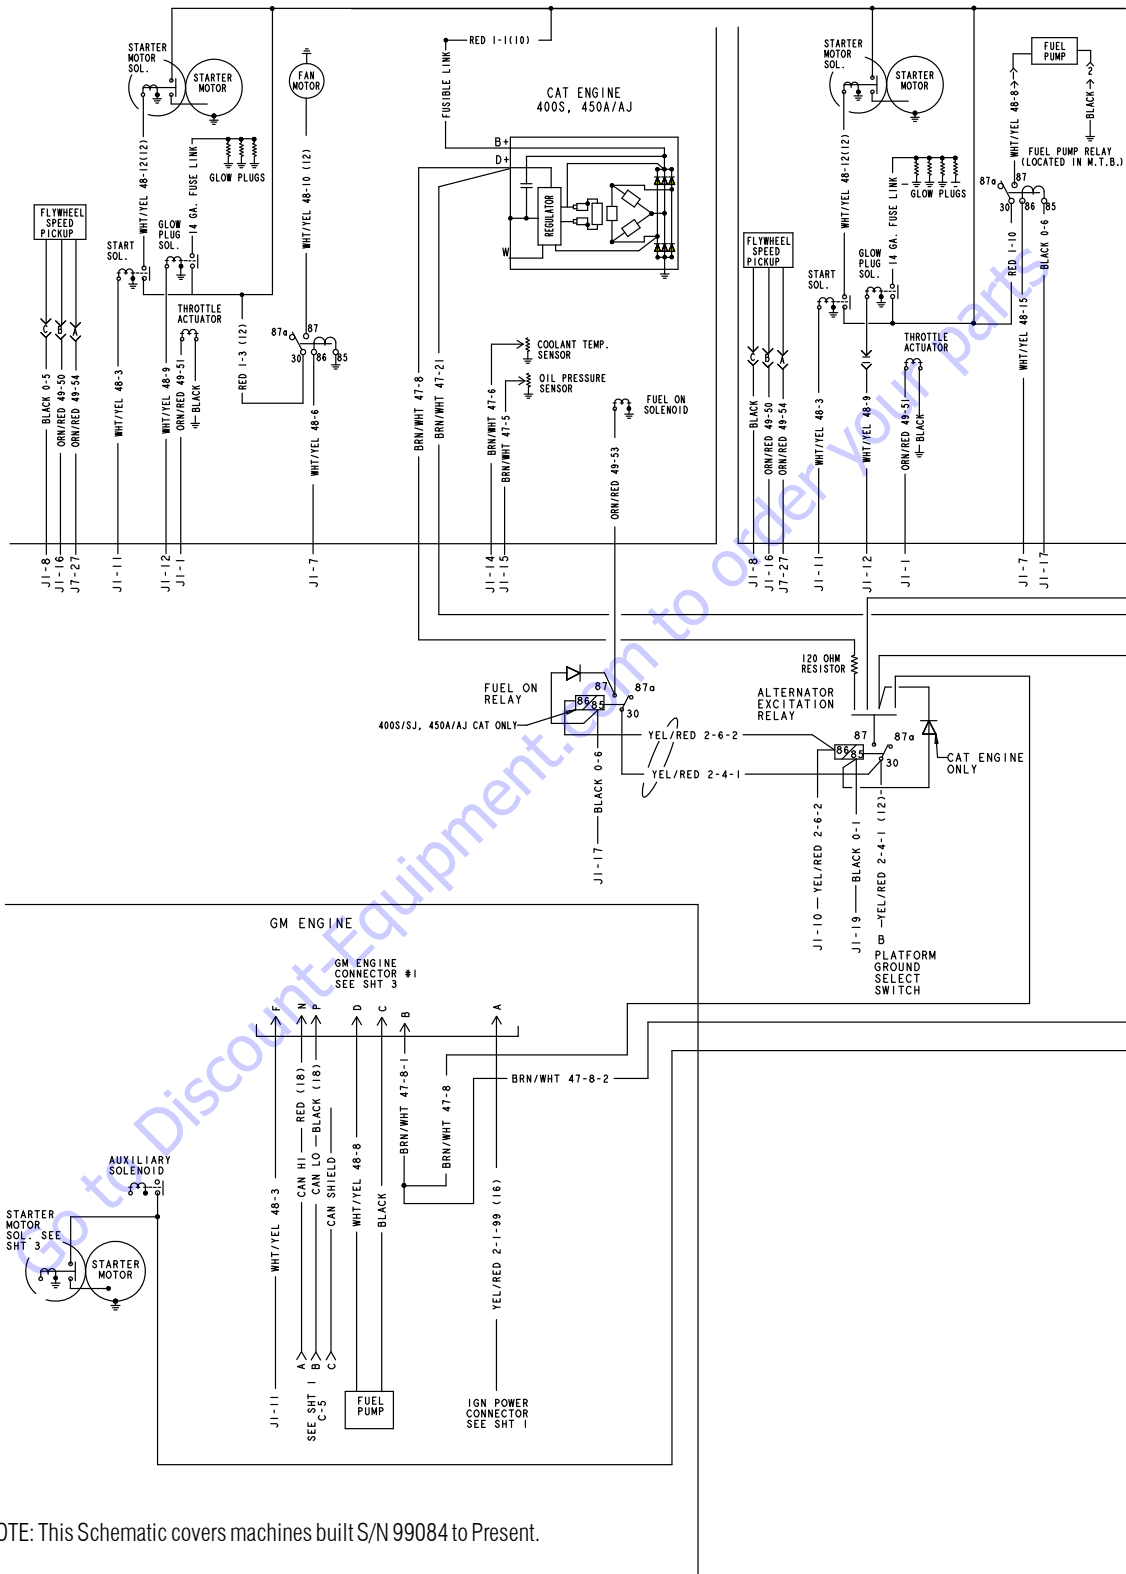 STARTER
MOTOR
SOL.
STARTER
MOTOR
FAN
MOTOR
RED 1-1(10)
FUSIBLE LINK
CAT ENGINE
400S, 450A/AJ
B+
D+
W
REGULATOR
WHT/YEL 48-12(12)
14 GA. FUSE LINK
GLOW PLUGS
WHT/YEL 48-10 (12)
FLYWHEEL
SPEED
PICKUP
START
SOL.
GLOW
PLUG
SOL.
THROTTLE
ACTUATOR
87a
87
30
86
85
C
B
A
BLACK 0-5
ORN/RED 49-50
ORN/RED 49-54
WHT/YEL 48-3
WHT/YEL 48-9
ORN/RED 49-51
BLACK
RED 1-3 (12)
WHT/YEL 48-6
BRN/WHT 47-8
BRN/WHT 47-21
COOLANT TEMP.
SENSOR
OIL PRESSURE
SENSOR
BRN/WHT 47-6
BRN/WHT 47-5
FUEL ON
SOLENOID
ORN/RED 49-53
J1-8
J1-16
J7-27
J1-11
J1-12
J1-1
J1-7
J1-14
J1-15
STARTER
MOTOR
SOL.
STARTER
MOTOR
FUEL
PUMP
1
2
WHT/YEL 48-8
BLACK
FUEL PUMP RELAY
(LOCATED IN M.T.B.)
WHT/YEL 48-12(12)
14 GA. FUSE LINK
GLOW PLUGS
87a
87
30
86
85
FLYWHEEL
SPEED
PICKUP
START
SOL.
GLOW
PLUG
SOL.
THROTTLE
ACTUATOR
RED 1-10
BLACK 0-6
WHT/YEL 48-15
C
B
A
BLACK
ORN/RED 49-50
ORN/RED 49-54
WHT/YEL 48-3
WHT/YEL 48-9
ORN/RED 49-51
BLACK
J1-8
J1-16
J7-27
J1-11
J1-12
J1-1
J1-7
J1-17
120 OHM
RESISTOR
FUEL ON
RELAY
87
87a
86
85
30
400S/SJ, 450A/AJ CAT ONLY
ALTERNATOR
EXCITATION
RELAY
87
87a
86
85
30
YEL/RED 2-6-2
YEL/RED 2-4-1
CAT ENGINE
ONLY
BLACK 0-6
J1-17
YEL/RED 2-6-2
J1-10
BLACK 0-1
J1-19
YEL/RED 2-4-1 (12)
B
PLATFORM
GROUND
SELECT
SWITCH
GM ENGINE
GM ENGINE
CONNECTOR #1
SEE SHT 3
F
N
P
D
C
B
A
BRN/WHT 47-8-2
RED (18)
CAN HI
BLACK (18)
CAN LO
CAN SHIELD
WHT/YEL 48-8
BLACK
BRN/WHT 47-8-1
BRN/WHT 47-8
YEL/RED 2-1-99 (16)
WHT/YEL 48-3
AUXILIARY
SOLENOID
STARTER
MOTOR
SOL. SEE
SHT 3
STARTER
MOTOR
A
B
C
J1-11
SEE SHT 1
C-5
FUEL
PUMP
IGN POWER
CONNECTOR
SEE SHT 1
OTE: This Schematic covers machines built S/N 99084 to Present.
Go to Discount-Equipment.com to order your parts